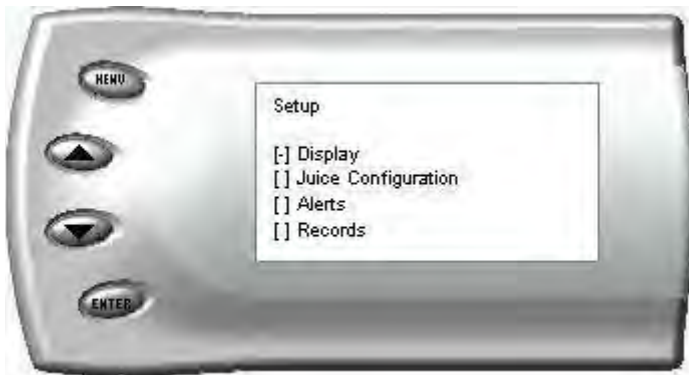 MENU
ENTER
Setup
[-] Display
[ ] Juice Configuration
[ ] Alerts
[ ] Records